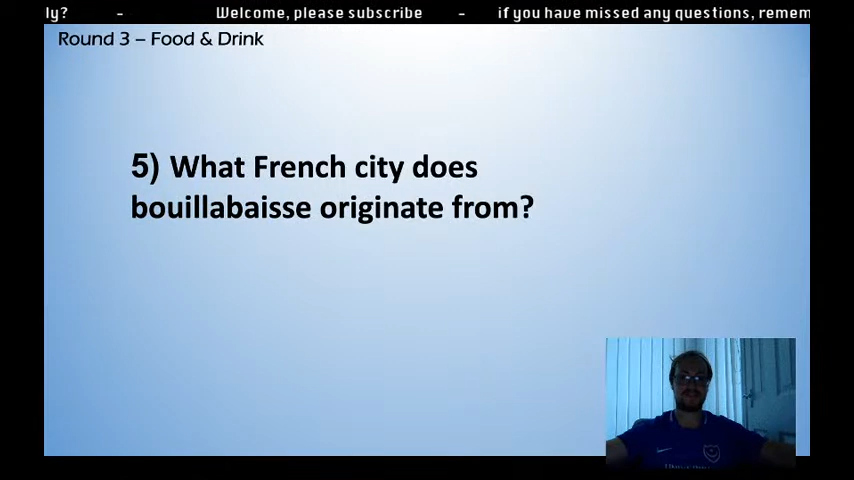 ly? - Welcome, please subscribe - if you have missed any questions, remem
Round 3 – Food & Drink
5) What French city does
bouillabaisse originate from?